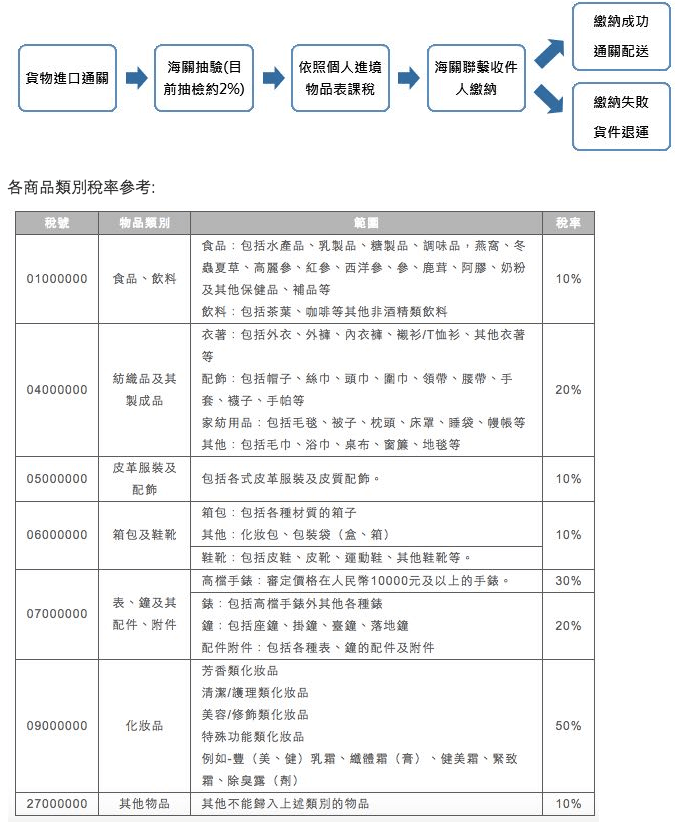 貨物進口通關
海關抽驗(目
前抽檢約2%)
依照個人進境
物品表課稅
海關聯繫收件
人繳納
繳納成功
通關配送
繳納失敗
貨件退運
各商品類別稅率參考:
稅號 物品類別 範圍 稅率
01000000 食品、飲料 10%
食品：包括水產品、乳製品、糖製品、調味品，燕窩、冬
蟲夏草、高麗參、紅參、西洋參、參、鹿茸、阿膠、奶粉
及其他保健品、補品等
飲料：包括茶葉、咖啡等其他非酒精類飲料
04000000 紡織品及其
製成品 20%
衣著：包括外衣、外褲、內衣褲、襯衫/T恤衫、其他衣著
等
配飾：包括帽子、絲巾、頭巾、圍巾、領帶、腰帶、手
套、襪子、手帕等
家紡用品：包括毛毯、被子、枕頭、床罩、睡袋、幔帳等
其他：包括毛巾、浴巾、桌布、窗簾、地毯等
05000000 皮革服裝及
配飾 包括各式皮革服裝及皮質配飾。 10%
06000000 箱包及鞋靴 10%
箱包：包括各種材質的箱子
其他：化妝包、包裝袋（盒、箱）
鞋靴：包括皮鞋、皮靴、運動鞋、其他鞋靴等。
07000000 表、鐘及其
配件、附件
高檔手錶：審定價格在人民幣10000元及以上的手錶。 30%
錶：包括高檔手錶外其他各種錶
鐘：包括座鐘、掛鐘、臺鐘、落地鐘 20%
配件附件：包括各種表、鐘的配件及附件
09000000 化妝品 50%
芳香類化妝品
清潔/護理類化妝品
美容/修飾類化妝品
特殊功能類化妝品
例如-豐（美、健）乳霜、纖體霜（膏）、健美霜、緊致
霜、除臭露（劑）
27000000 其他物品 其他不能歸入上述類別的物品 10%